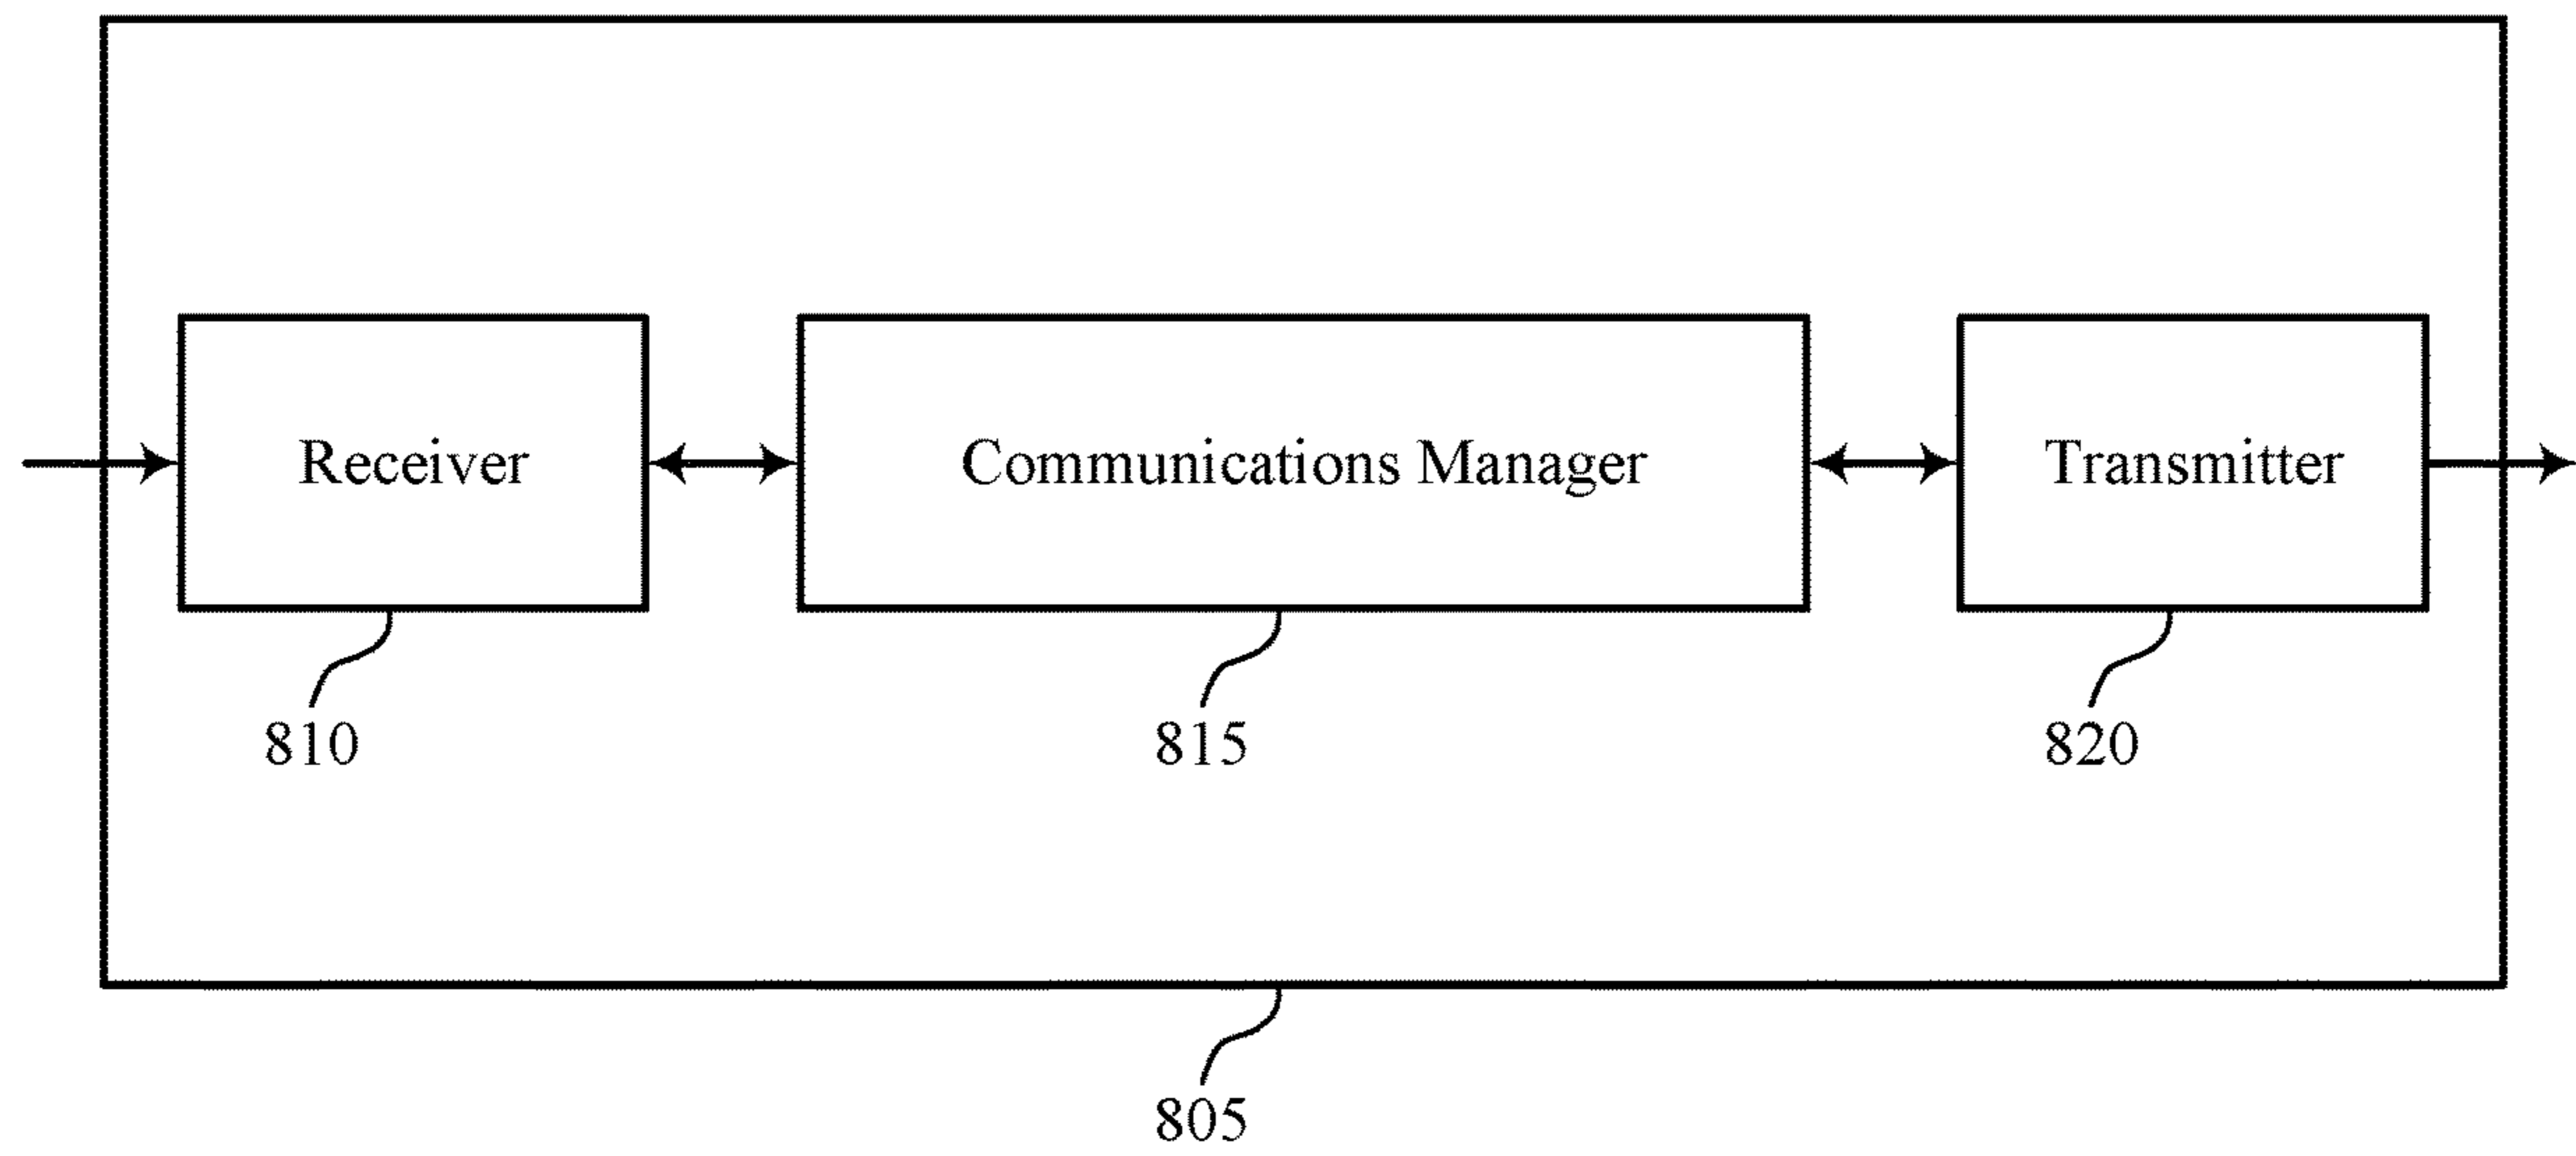 Receiver
Communications Manager
Transmitter
810
815
820
805